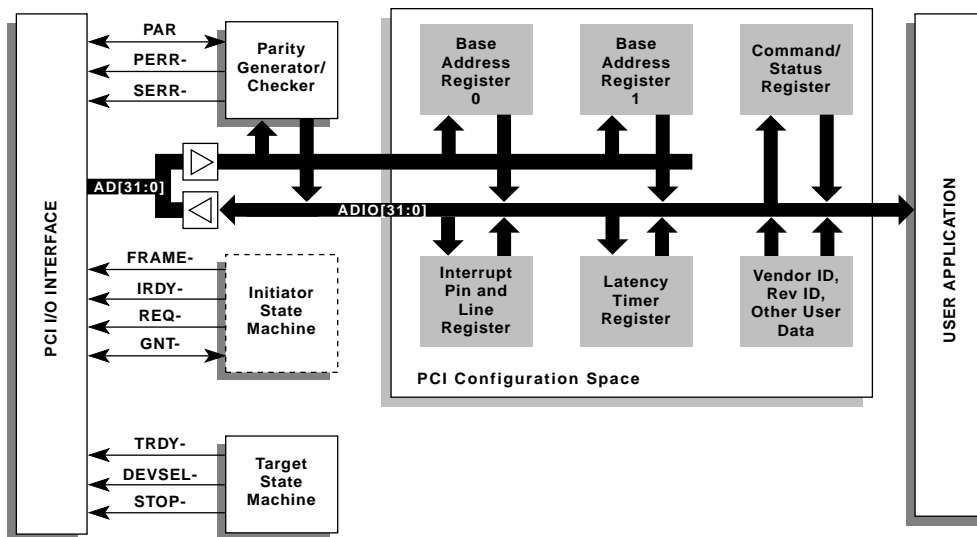 PCI I/O INTERFACE
PAR
PERR-
SERR-
Parity
Generator/
Checker
AD[31:0]
ADIO[31:0]
FRAME-
IRDY-
REQ-
GNT-
Initiator
State
Machine
TRDY-
DEVSEL-
STOP-
Target
State
Machine
Base
Address
Register
0
Base
Address
Register
1
Command/
Status
Register
Interrupt
Pin and
Line
Register
Latency
Timer
Register
Vendor ID,
Rev ID,
Other User
Data
PCI Configuration Space
USER APPLICATION